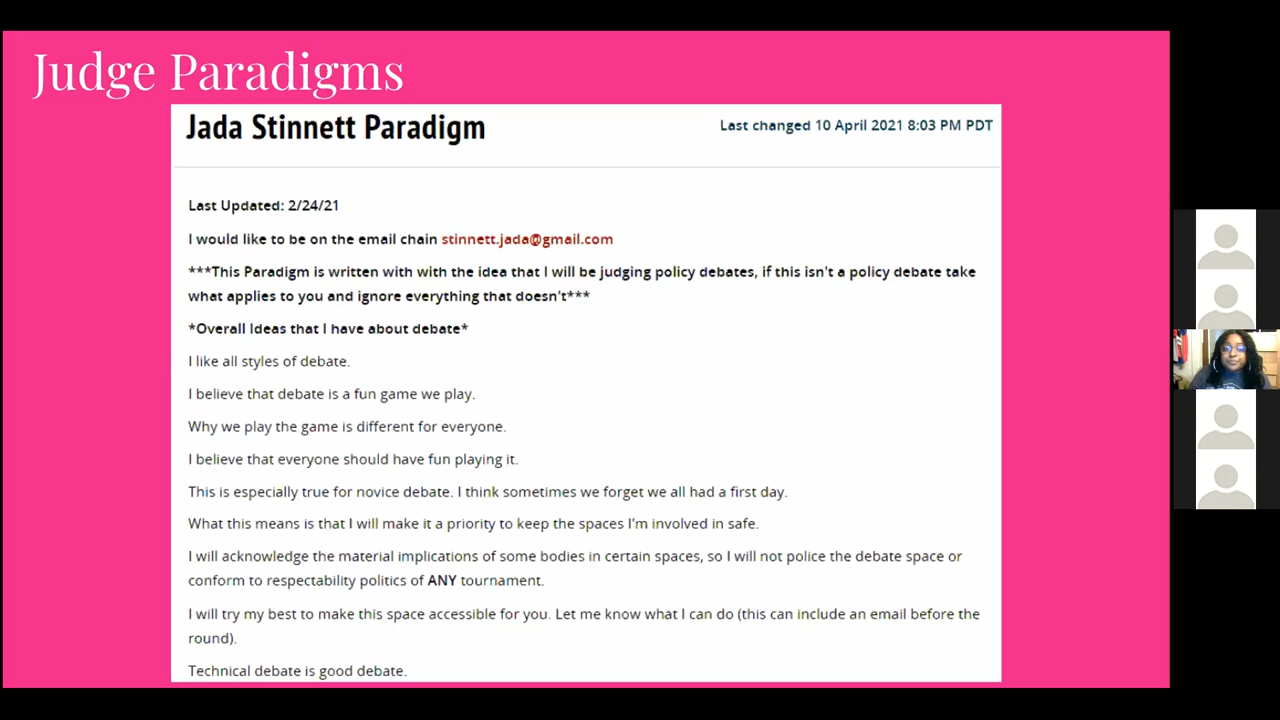 Judge Paradigms
Jada Stinnett Paradigm
Last changed 10 April 2021 8:03 PM PDT
Last Updated: 2/24/21
I would like to be on the email chain stinnett.jada@gmail.com
***This Paradigm is written with with the idea that I will be judging policy debates, if this isn't a policy debate take
what applies to you and ignore everything that doesn't***
*Overall Ideas that I have about debate*
I like all styles of debate.
I believe that debate is a fun game we play.
Why we play the game is different for everyone.
I believe that everyone should have fun playing it.
This is especially true for novice debate. I think sometimes we forget we all had a first day.
What this means is that I will make it a priority to keep the spaces I'm involved in safe.
I will acknowledge the material implications of some bodies in certain spaces, so I will not police the debate space or
conform to respectability politics of ANY tournament.
I will try my best to make this space accessible for you. Let me know what I can do (this can include an email before the
round).
Technical debate is good debate.